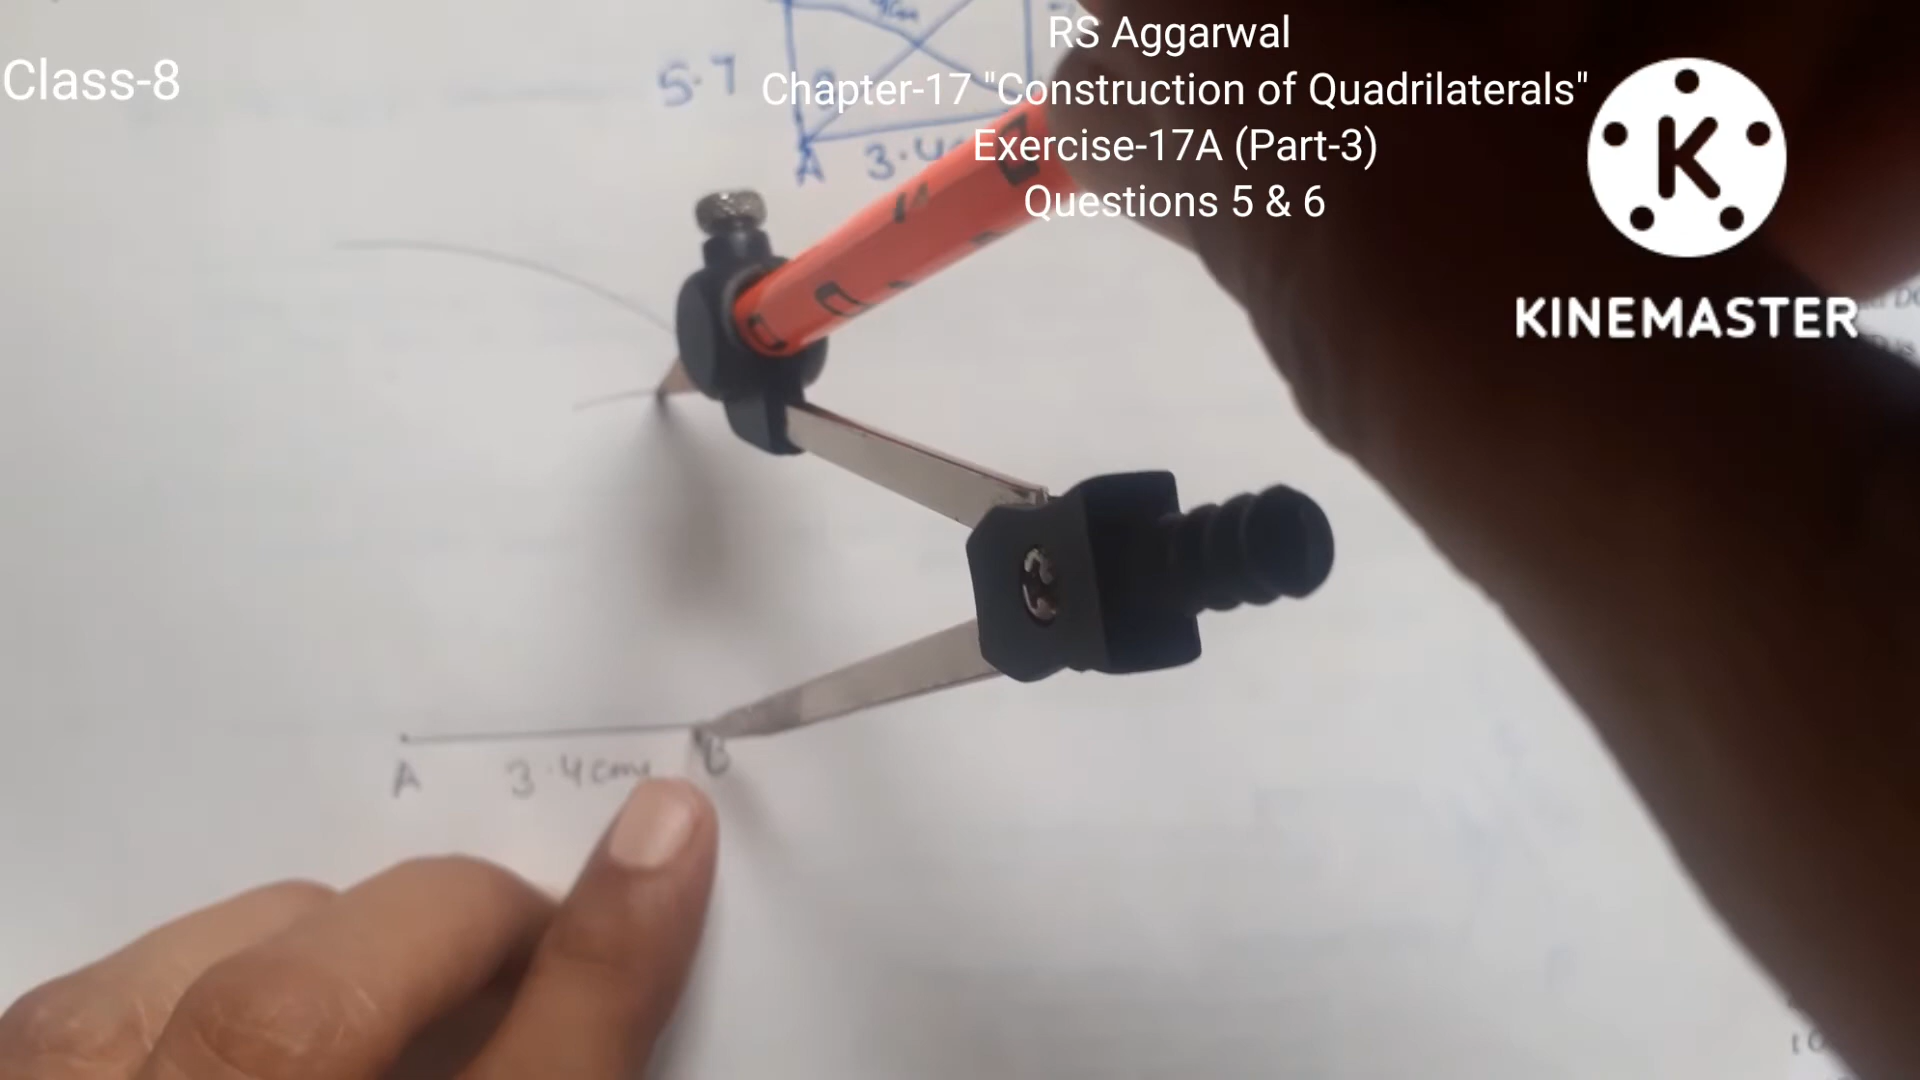 Class-8
RS Aggarwal
Chapter-17 "Construction of Quadrilaterals"
Exercise-17A (Part-3)
Questions 5 & 6
K
KINEMASTER
5.7
A 3.4
A 3.4cm B